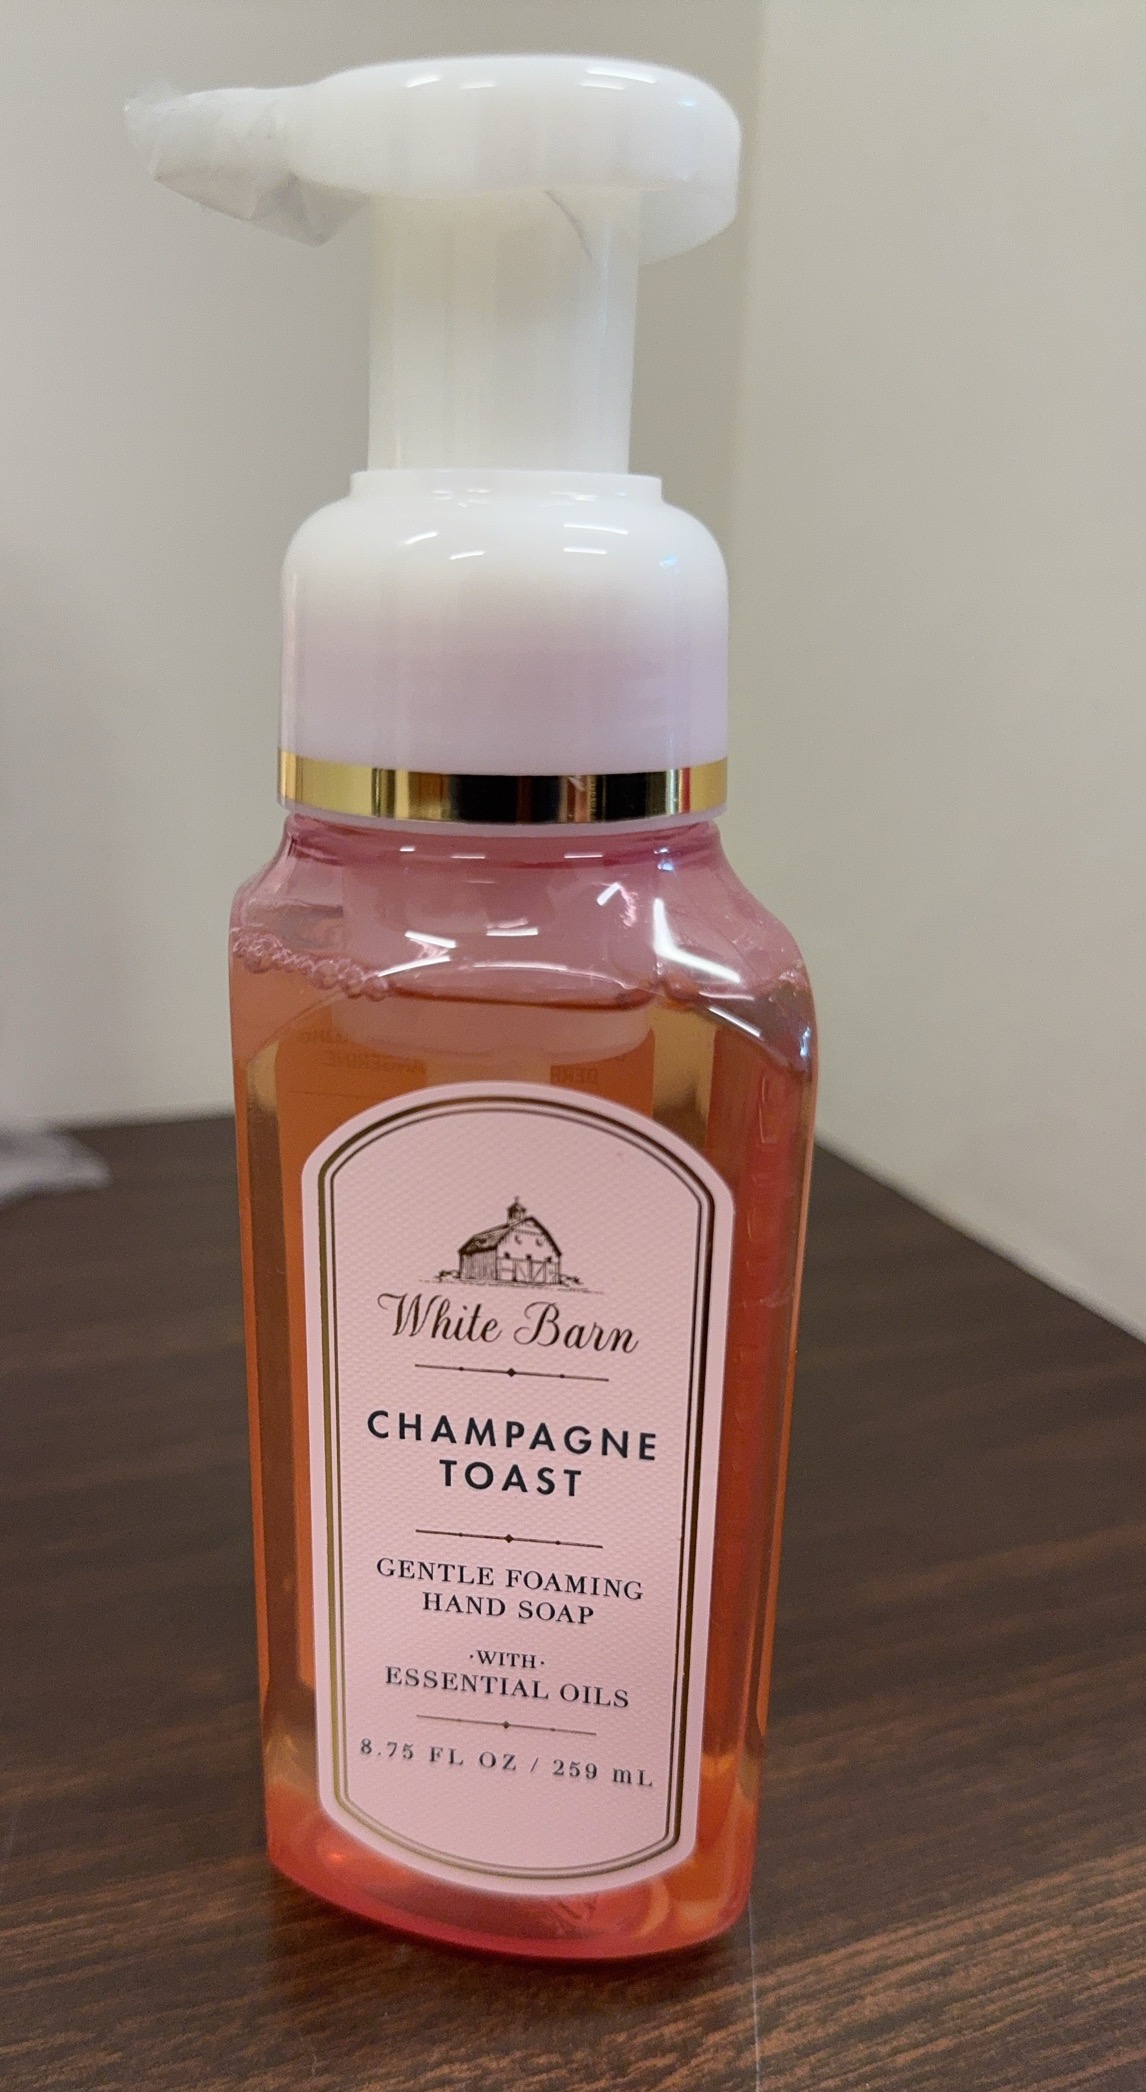 White Barn
CHAMPAGNE
TOAST
GENTLE FOAMING
HAND SOAP
·WITH·
ESSENTIAL OILS
8.75 FL OZ / 259 mL